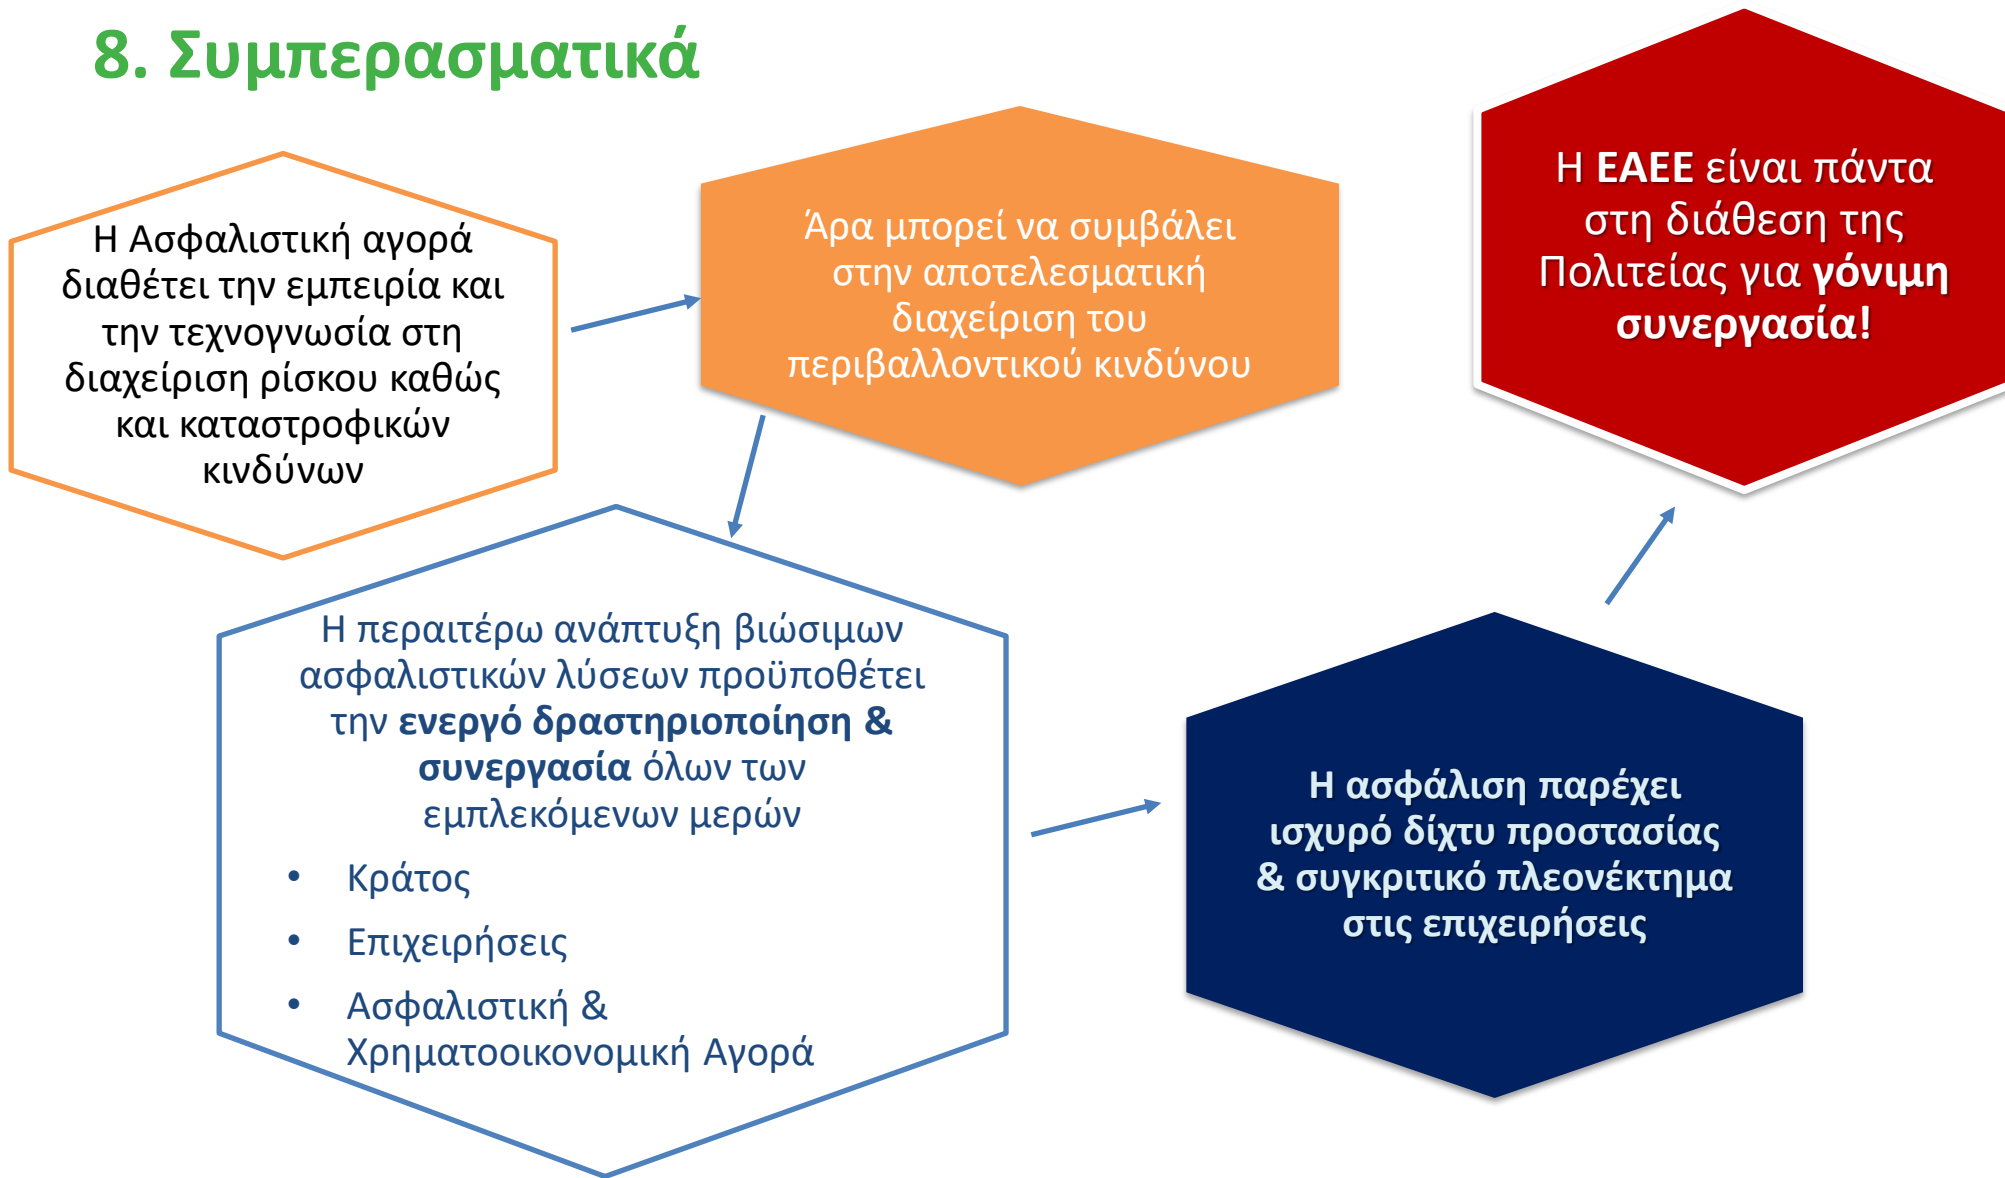 8. Συμπερασματικά
Η Ασφαλιστική αγορά
διαθέτει την εμπειρία και
την τεχνογνωσία στη
διαχείριση ρίσκου καθώς
και καταστροφικών
κινδύνων
Άρα μπορεί να συμβάλει
στην αποτελεσματική
διαχείριση του
περιβαλλοντικού κινδύνου
Η περαιτέρω ανάπτυξη βιώσιμων
ασφαλιστικών λύσεων προϋποθέτει
την ενεργό δραστηριοποίηση &
συνεργασία όλων των
εμπλεκόμενων μερών
• Κράτος
• Επιχειρήσεις
• Ασφαλιστική &
Χρηματοοικονομική Αγορά
Η ασφάλιση παρέχει
ισχυρό δίχτυ προστασίας
& συγκριτικό πλεονέκτημα
στις επιχειρήσεις
Η ΕΑΕΕ είναι πάντα
στη διάθεση της
Πολιτείας για γόνιμη
συνεργασία!